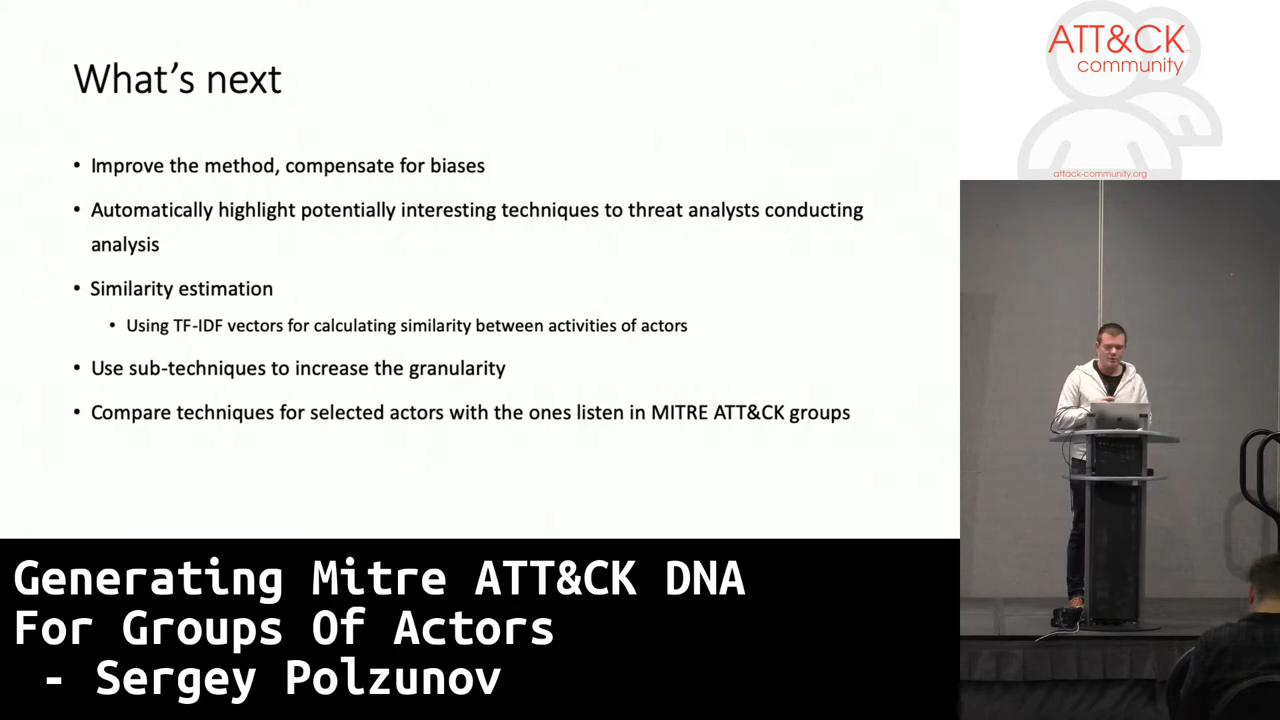 What's next
• Improve the method, compensate for biases
• Automatically highlight potentially interesting techniques to threat analysts conducting
analysis
• Similarity estimation
• Using TF-IDF vectors for calculating similarity between activities of actors
• Use sub-techniques to increase the granularity
• Compare techniques for selected actors with the ones listen in MITRE ATT&CK groups
ATT&CK
community
attack-community.org
Generating Mitre ATT&CK DNA
For Groups Of Actors
- Sergey Polzunov